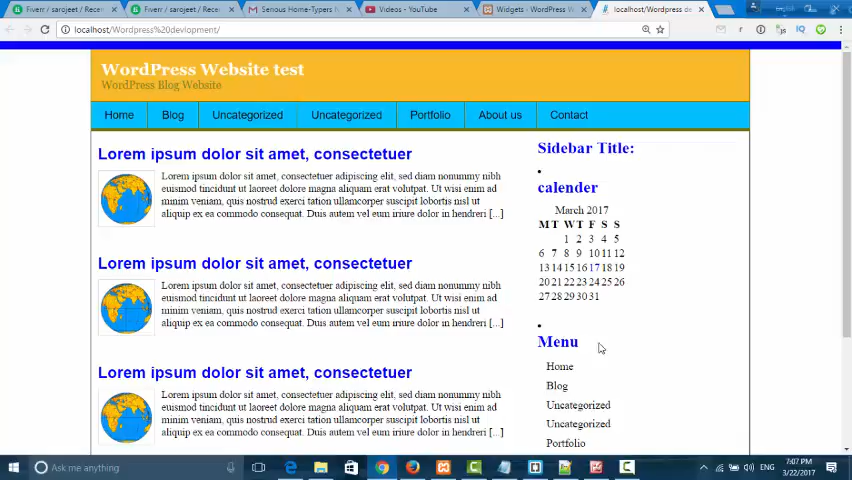 Fiverr / sarojeet / Recen
Fiverr / sarojeet / Recen
Serious Home-Typers N
Videos - YouTube
Widgets ‹ WordPress W
localhost/Wordpress de
localhost/Wordpress%20deviopment/
WordPress Website test
WordPress Blog Website
Home
Blog
Uncategorized
Uncategorized
Portfolio
About us
Contact
Lorem ipsum dolor sit amet, consectetuer
Lorem ipsum dolor sit amet, consectetuer adipiscing elit, sed diam nonummy nibh
euismod tincidunt ut laoreet dolore magna aliquam erat volutpat. Ut wisi enim ad
minim veniam, quis nostrud exerci tation ullamcorper suscipit lobortis nisl ut
aliquip ex ea commodo consequat. Duis autem vel eum iriure dolor in hendreri [...]
Lorem ipsum dolor sit amet, consectetuer
Lorem ipsum dolor sit amet, consectetuer adipiscing elit, sed diam nonummy nibh
euismod tincidunt ut laoreet dolore magna aliquam erat volutpat. Ut wisi enim ad
minim veniam, quis nostrud exerci tation ullamcorper suscipit lobortis nisl ut
aliquip ex ea commodo consequat. Duis autem vel eum iriure dolor in hendreri [...]
Lorem ipsum dolor sit amet, consectetuer
Lorem ipsum dolor sit amet, consectetuer adipiscing elit, sed diam nonummy nibh
euismod tincidunt ut laoreet dolore magna aliquam erat volutpat. Ut wisi enim ad
minim veniam, quis nostrud exerci tation ullamcorper suscipit lobortis nisl ut
aliquip ex ea commodo consequat. Duis autem vel eum iriure dolor in hendreri [...]
Sidebar Title:
calender
March 2017
M T W T F S S
1 2 3 4 5
6 7 8 9 10 11 12
13 14 15 16 17 18 19
20 21 22 23 24 25 26
27 28 29 30 31
Menu
Home
Blog
Uncategorized
Uncategorized
Portfolio
Ask me anything
ENG
7:07 PM
3/22/2017